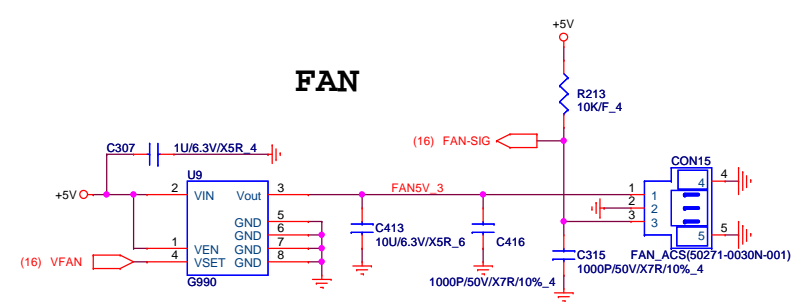 +5V
FAN
R213
10K/F_4
(16) FAN-SIG
C307
1U/6.3V/X5R_4
CON15
U9
+5V
2
VIN
Vout
3
FAN5V_3
1
1
4
4
2
2
3
3
5
5
GND
5
GND
6
1
VEN
GND
7
(16) VFAN
4
VSET
GND
8
G990
C413
10U/6.3V/X5R_6
C416
1000P/50V/X7R/10%_4
C315
1000P/50V/X7R/10%_4
FAN_ACS(50271-0030N-001)